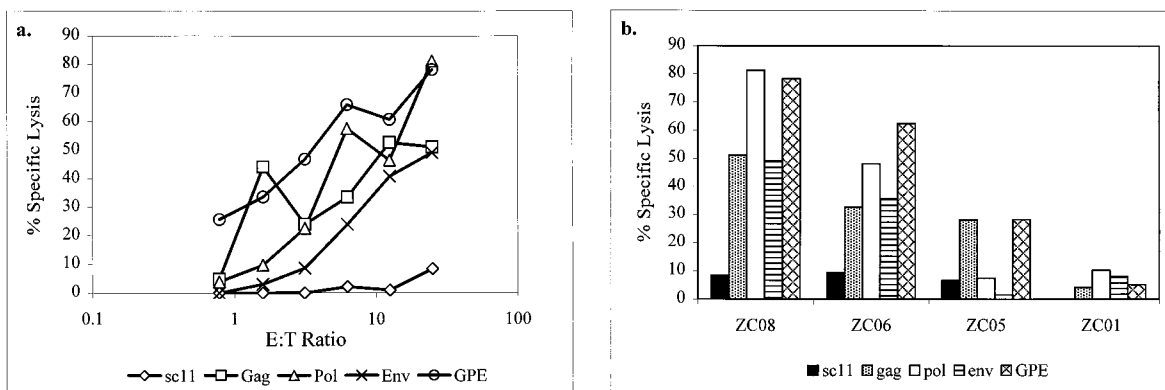 a.
90
80
70
60
50
40
30
20
10
0
% Specific Lysis
0.1 1 10 100
E:T Ratio
sc11 Gag Pol Env GPE
b.
90
80
70
60
50
40
30
20
10
0
% Specific Lysis
ZC08 ZC06 ZC05 ZC01
sc11 gag pol env GPE